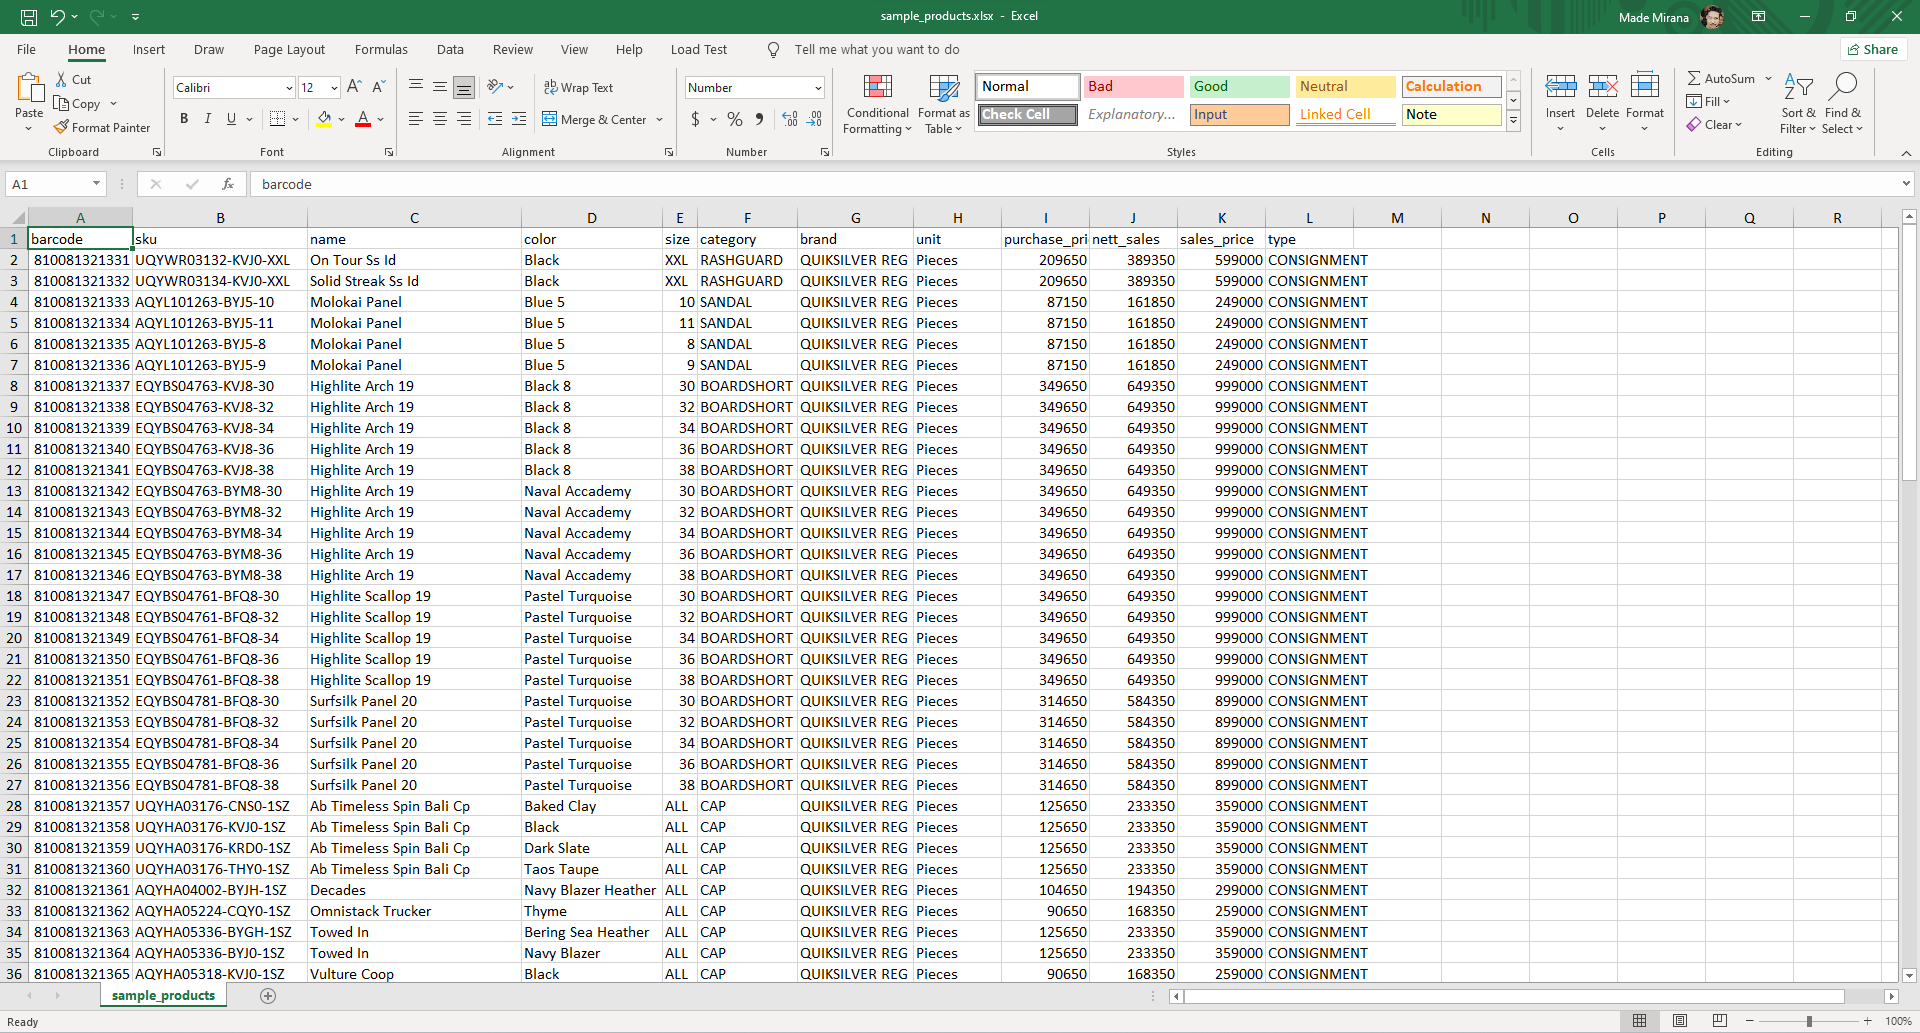 sample_products.xlsx - Excel
Made Mirana
File Home Insert Draw Page Layout Formulas Data Review View Help Load Test Tell me what you want to do Share
Paste Cut Copy Format Painter Clipboard
Calibri 12 A A B I U A Font
Wrap Text Merge & Center Alignment
Number $ % , Number
Conditional Formatting Format as Table
Normal Bad Good Neutral Calculation
Check Cell Explanatory... Input Linked Cell Note
Styles
Insert Delete Format Cells
AutoSum Fill Clear Sort & Filter Find & Select Editing
A1 fx barcode
A B C D E F G H I J K L M N O P Q R
1 barcode sku name color size category brand unit purchase_pri nett_sales sales_price type
2 810081321331 UQYWR03132-KVJ0-XXL On Tour Ss Id Black XXL RASHGUARD QUIKSILVER REG Pieces 209650 389350 599000 CONSIGNMENT
3 810081321332 UQYWR03134-KVJ0-XXL Solid Streak Ss Id Black XXL RASHGUARD QUIKSILVER REG Pieces 209650 389350 599000 CONSIGNMENT
4 810081321333 AQYL101263-BYJ5-10 Molokai Panel Blue 5 10 SANDAL QUIKSILVER REG Pieces 87150 161850 249000 CONSIGNMENT
5 810081321334 AQYL101263-BYJ5-11 Molokai Panel Blue 5 11 SANDAL QUIKSILVER REG Pieces 87150 161850 249000 CONSIGNMENT
6 810081321335 AQYL101263-BYJ5-8 Molokai Panel Blue 5 8 SANDAL QUIKSILVER REG Pieces 87150 161850 249000 CONSIGNMENT
7 810081321336 AQYL101263-BYJ5-9 Molokai Panel Blue 5 9 SANDAL QUIKSILVER REG Pieces 87150 161850 249000 CONSIGNMENT
8 810081321337 EQYBS04763-KVJ8-30 Highlite Arch 19 Black 8 30 BOARDSHORT QUIKSILVER REG Pieces 349650 649350 999000 CONSIGNMENT
9 810081321338 EQYBS04763-KVJ8-32 Highlite Arch 19 Black 8 32 BOARDSHORT QUIKSILVER REG Pieces 349650 649350 999000 CONSIGNMENT
10 810081321339 EQYBS04763-KVJ8-34 Highlite Arch 19 Black 8 34 BOARDSHORT QUIKSILVER REG Pieces 349650 649350 999000 CONSIGNMENT
11 810081321340 EQYBS04763-KVJ8-36 Highlite Arch 19 Black 8 36 BOARDSHORT QUIKSILVER REG Pieces 349650 649350 999000 CONSIGNMENT
12 810081321341 EQYBS04763-KVJ8-38 Highlite Arch 19 Black 8 38 BOARDSHORT QUIKSILVER REG Pieces 349650 649350 999000 CONSIGNMENT
13 810081321342 EQYBS04763-BYM8-30 Highlite Arch 19 Naval Accademy 30 BOARDSHORT QUIKSILVER REG Pieces 349650 649350 999000 CONSIGNMENT
14 810081321343 EQYBS04763-BYM8-32 Highlite Arch 19 Naval Accademy 32 BOARDSHORT QUIKSILVER REG Pieces 349650 649350 999000 CONSIGNMENT
15 810081321344 EQYBS04763-BYM8-34 Highlite Arch 19 Naval Accademy 34 BOARDSHORT QUIKSILVER REG Pieces 349650 649350 999000 CONSIGNMENT
16 810081321345 EQYBS04763-BYM8-36 Highlite Arch 19 Naval Accademy 36 BOARDSHORT QUIKSILVER REG Pieces 349650 649350 999000 CONSIGNMENT
17 810081321346 EQYBS04763-BYM8-38 Highlite Arch 19 Naval Accademy 38 BOARDSHORT QUIKSILVER REG Pieces 349650 649350 999000 CONSIGNMENT
18 810081321347 EQYBS04761-BFQ8-30 Highlite Scallop 19 Pastel Turquoise 30 BOARDSHORT QUIKSILVER REG Pieces 349650 649350 999000 CONSIGNMENT
19 810081321348 EQYBS04761-BFQ8-32 Highlite Scallop 19 Pastel Turquoise 32 BOARDSHORT QUIKSILVER REG Pieces 349650 649350 999000 CONSIGNMENT
20 810081321349 EQYBS04761-BFQ8-34 Highlite Scallop 19 Pastel Turquoise 34 BOARDSHORT QUIKSILVER REG Pieces 349650 649350 999000 CONSIGNMENT
21 810081321350 EQYBS04761-BFQ8-36 Highlite Scallop 19 Pastel Turquoise 36 BOARDSHORT QUIKSILVER REG Pieces 349650 649350 999000 CONSIGNMENT
22 810081321351 EQYBS04761-BFQ8-38 Highlite Scallop 19 Pastel Turquoise 38 BOARDSHORT QUIKSILVER REG Pieces 349650 649350 999000 CONSIGNMENT
23 810081321352 EQYBS04781-BFQ8-30 Surfsilk Panel 20 Pastel Turquoise 30 BOARDSHORT QUIKSILVER REG Pieces 314650 584350 899000 CONSIGNMENT
24 810081321353 EQYBS04781-BFQ8-32 Surfsilk Panel 20 Pastel Turquoise 32 BOARDSHORT QUIKSILVER REG Pieces 314650 584350 899000 CONSIGNMENT
25 810081321354 EQYBS04781-BFQ8-34 Surfsilk Panel 20 Pastel Turquoise 34 BOARDSHORT QUIKSILVER REG Pieces 314650 584350 899000 CONSIGNMENT
26 810081321355 EQYBS04781-BFQ8-36 Surfsilk Panel 20 Pastel Turquoise 36 BOARDSHORT QUIKSILVER REG Pieces 314650 584350 899000 CONSIGNMENT
27 810081321356 EQYBS04781-BFQ8-38 Surfsilk Panel 20 Pastel Turquoise 38 BOARDSHORT QUIKSILVER REG Pieces 314650 584350 899000 CONSIGNMENT
28 810081321357 UQYHA03176-CNS0-1SZ Ab Timeless Spin Bali Cp Baked Clay ALL CAP QUIKSILVER REG Pieces 125650 233350 359000 CONSIGNMENT
29 810081321358 UQYHA03176-KVJ0-1SZ Ab Timeless Spin Bali Cp Black ALL CAP QUIKSILVER REG Pieces 125650 233350 359000 CONSIGNMENT
30 810081321359 UQYHA03176-KRD0-1SZ Ab Timeless Spin Bali Cp Dark Slate ALL CAP QUIKSILVER REG Pieces 125650 233350 359000 CONSIGNMENT
31 810081321360 UQYHA03176-THY0-1SZ Ab Timeless Spin Bali Cp Taos Taupe ALL CAP QUIKSILVER REG Pieces 125650 233350 359000 CONSIGNMENT
32 810081321361 AQYHA04002-BYJH-1SZ Decades Navy Blazer Heather ALL CAP QUIKSILVER REG Pieces 104650 194350 299000 CONSIGNMENT
33 810081321362 AQYHA05224-CQY0-1SZ Omnistack Trucker Thyme ALL CAP QUIKSILVER REG Pieces 90650 168350 259000 CONSIGNMENT
34 810081321363 AQYHA05336-BYGH-1SZ Towed In Bering Sea Heather ALL CAP QUIKSILVER REG Pieces 125650 233350 359000 CONSIGNMENT
35 810081321364 AQYHA05336-BYJ0-1SZ Towed In Navy Blazer ALL CAP QUIKSILVER REG Pieces 125650 233350 359000 CONSIGNMENT
36 810081321365 AQYHA05318-KVJ0-1SZ Vulture Coop Black ALL CAP QUIKSILVER REG Pieces 90650 168350 259000 CONSIGNMENT
sample_products
Ready 100%